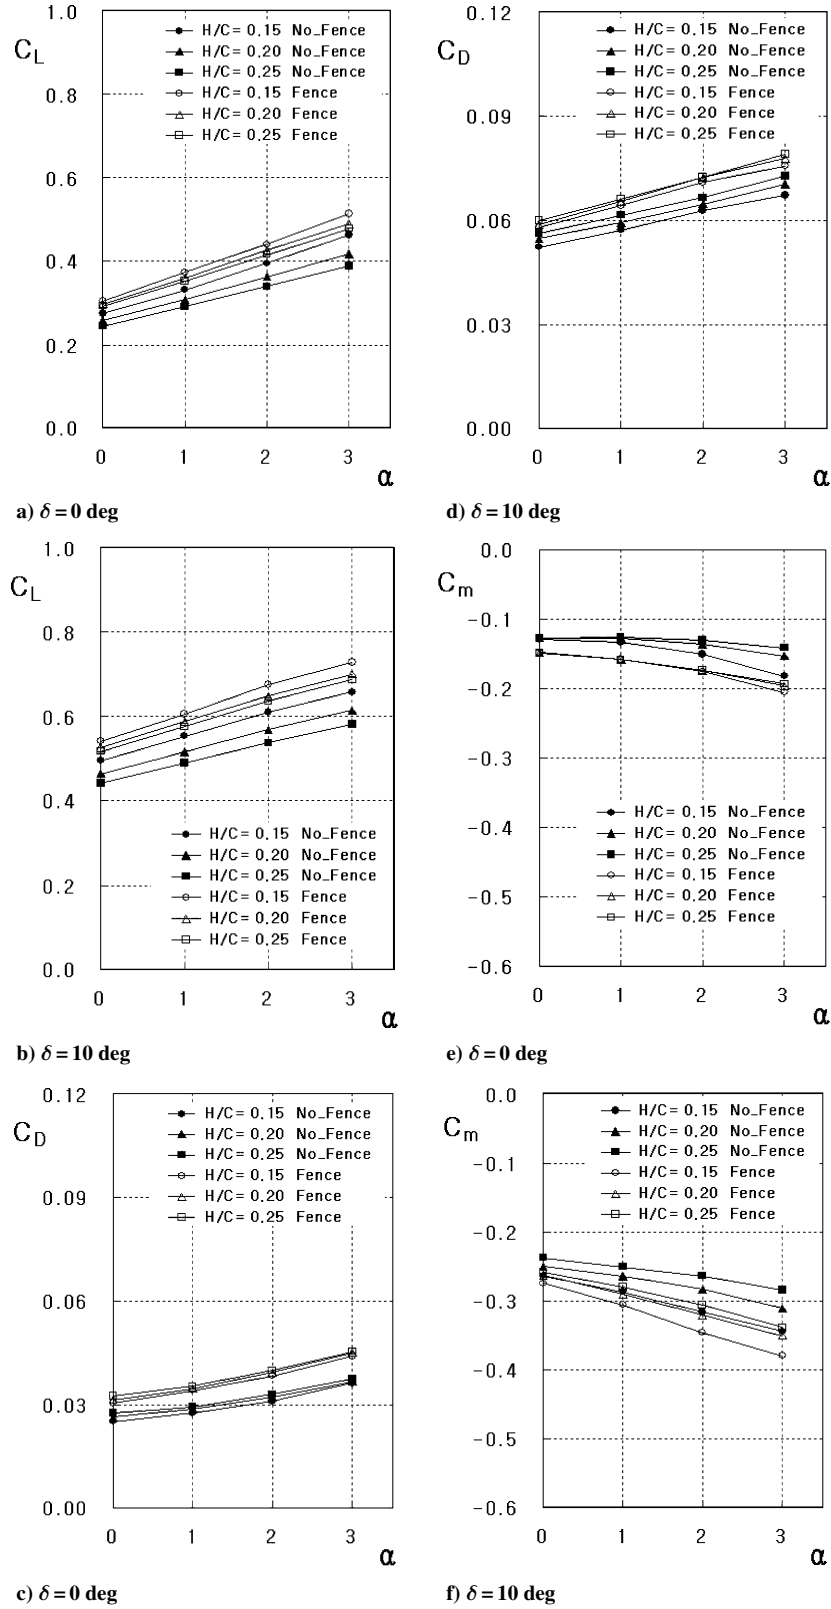 1.0
C_L
0.8
0.6
0.4
0.2
0.0
H/C= 0.15 No_Fence
H/C= 0.20 No_Fence
H/C= 0.25 No_Fence
H/C= 0.15 Fence
H/C= 0.20 Fence
H/C= 0.25 Fence
0 1 2 3
α
a) δ = 0 deg
0.12
C_D
0.09
0.06
0.03
0.00
H/C= 0.15 No_Fence
H/C= 0.20 No_Fence
H/C= 0.25 No_Fence
H/C= 0.15 Fence
H/C= 0.20 Fence
H/C= 0.25 Fence
0 1 2 3
α
d) δ = 10 deg
1.0
C_L
0.8
0.6
0.4
0.2
0.0
H/C= 0.15 No_Fence
H/C= 0.20 No_Fence
H/C= 0.25 No_Fence
H/C= 0.15 Fence
H/C= 0.20 Fence
H/C= 0.25 Fence
0 1 2 3
α
b) δ = 10 deg
0.0
C_m
-0.1
-0.2
-0.3
-0.4
-0.5
-0.6
H/C= 0.15 No_Fence
H/C= 0.20 No_Fence
H/C= 0.25 No_Fence
H/C= 0.15 Fence
H/C= 0.20 Fence
H/C= 0.25 Fence
0 1 2 3
α
e) δ = 0 deg
0.12
C_D
0.09
0.06
0.03
0.00
H/C= 0.15 No_Fence
H/C= 0.20 No_Fence
H/C= 0.25 No_Fence
H/C= 0.15 Fence
H/C= 0.20 Fence
H/C= 0.25 Fence
0 1 2 3
α
c) δ = 0 deg
0.0
C_m
-0.1
-0.2
-0.3
-0.4
-0.5
-0.6
H/C= 0.15 No_Fence
H/C= 0.20 No_Fence
H/C= 0.25 No_Fence
H/C= 0.15 Fence
H/C= 0.20 Fence
H/C= 0.25 Fence
0 1 2 3
α
f) δ = 10 deg